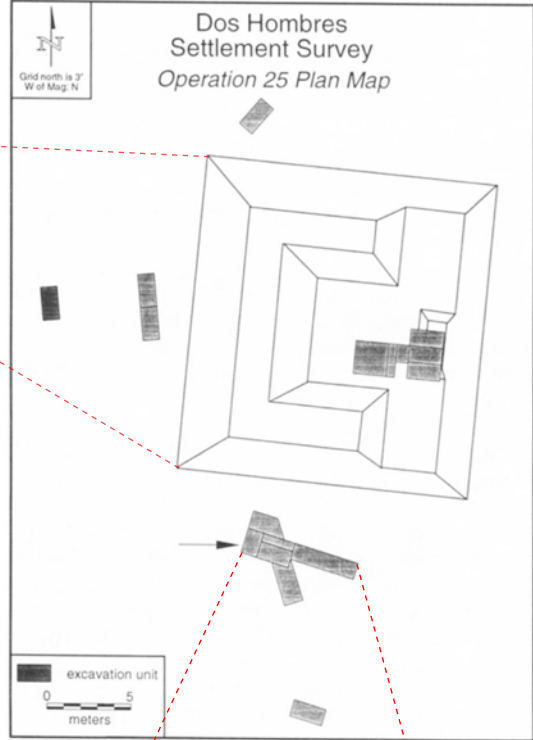 Dos Hombres
Settlement Survey
Operation 25 Plan Map
N
Grid north is 3°
W of Mag. N
excavation unit
0 5
meters